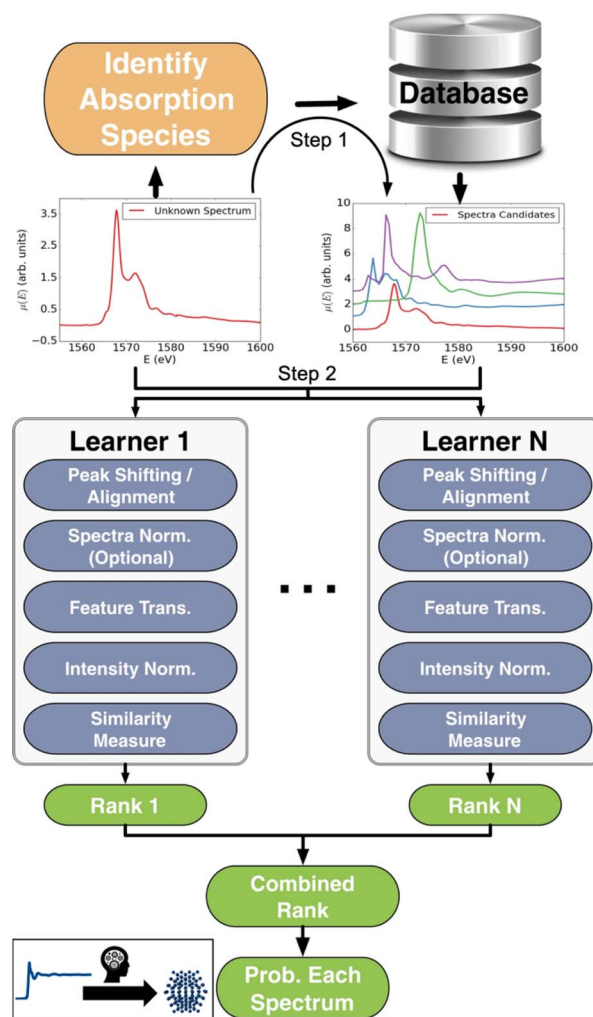 Identify
Absorption
Species
Database
Step 1
Unknown Spectrum
3.5
2.5
1.5
0.5
−0.5
μ(E) (arb. units)
1560 1570 1580 1590 1600
E (eV)
Spectra Candidates
10
8
6
4
2
0
μ(E) (arb. units)
1560 1570 1580 1590 1600
E (eV)
Step 2
Learner 1
Peak Shifting /
Alignment
Spectra Norm.
(Optional)
Feature Trans.
Intensity Norm.
Similarity
Measure
Rank 1
...
Learner N
Peak Shifting /
Alignment
Spectra Norm.
(Optional)
Feature Trans.
Intensity Norm.
Similarity
Measure
Rank N
Combined
Rank
Prob. Each
Spectrum